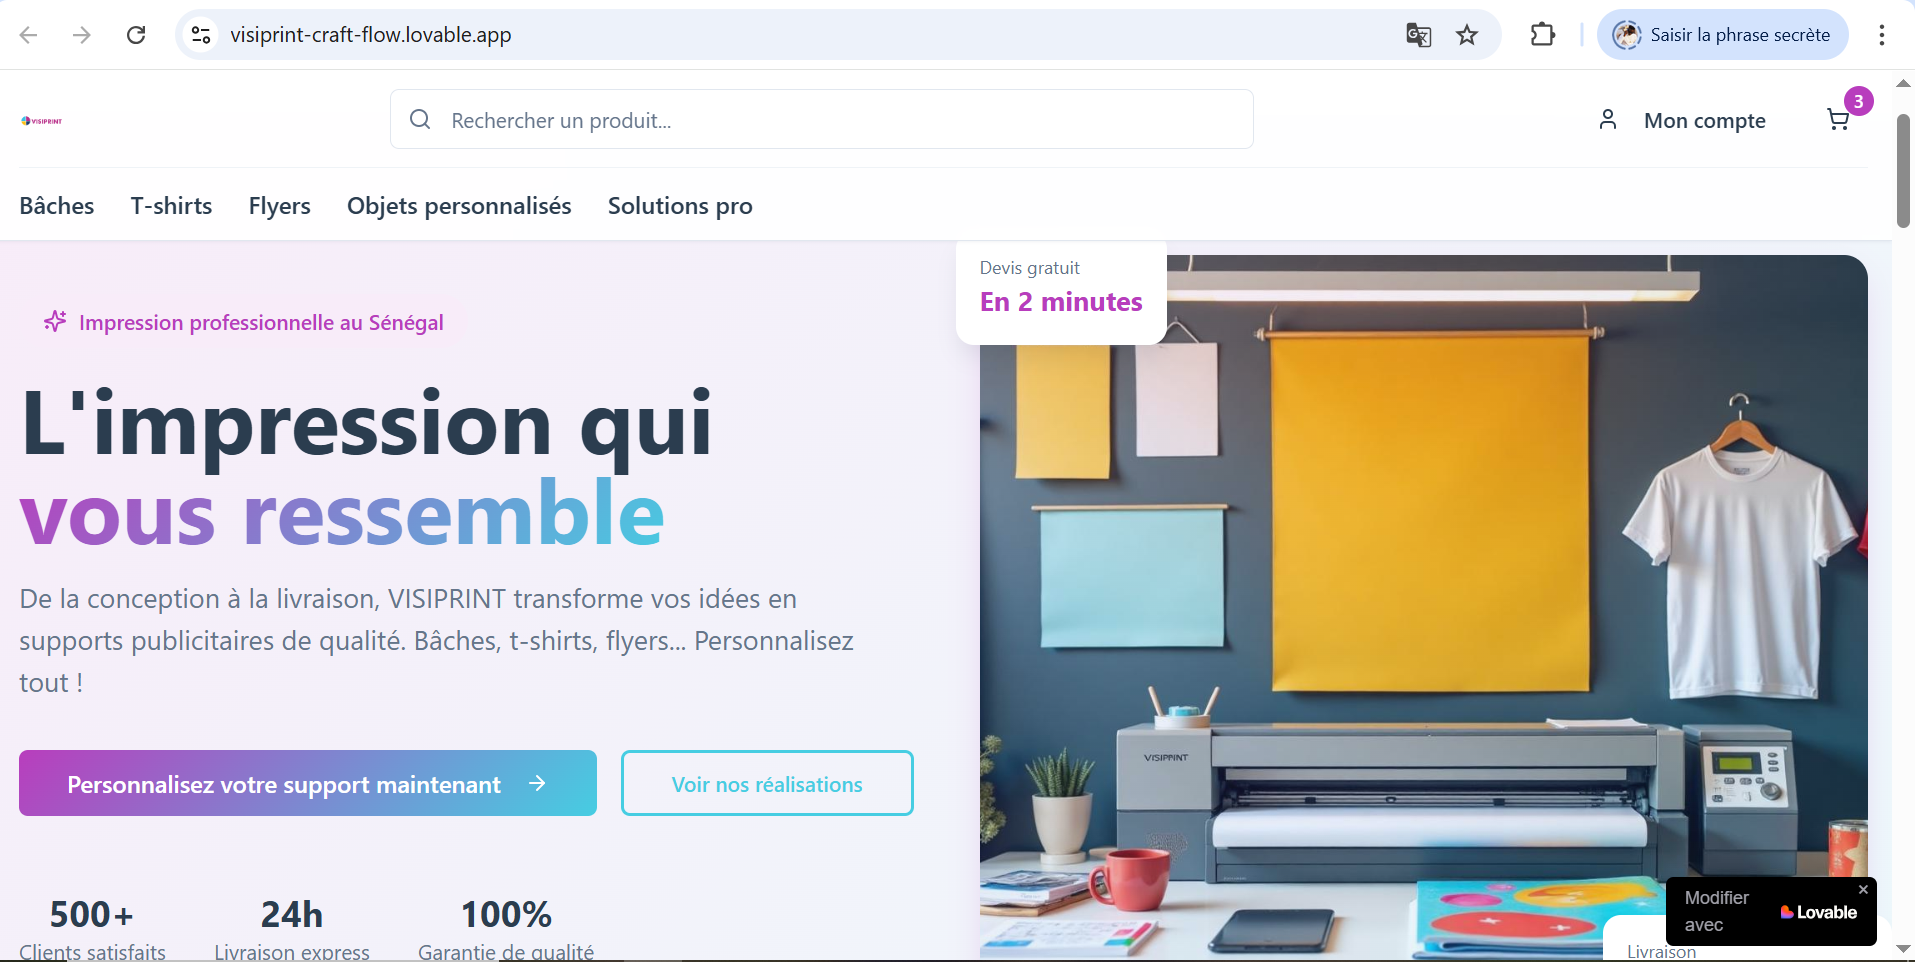 visiprint-craft-flow.lovable.app
Saisir la phrase secrète
VISIPRINT
Rechercher un produit...
Mon compte
3
Bâches
T-shirts
Flyers
Objets personnalisés
Solutions pro
Devis gratuit
En 2 minutes
Impression professionnelle au Sénégal
L'impression qui
vous ressemble
De la conception à la livraison, VISIPRINT transforme vos idées en
supports publicitaires de qualité. Bâches, t-shirts, flyers... Personnalisez
tout !
Personnalisez votre support maintenant
Voir nos réalisations
500+
Clients satisfaits
24h
Livraison express
100%
Garantie de qualité
VISIPRINT
Livraison
Modifier
avec
Lovable